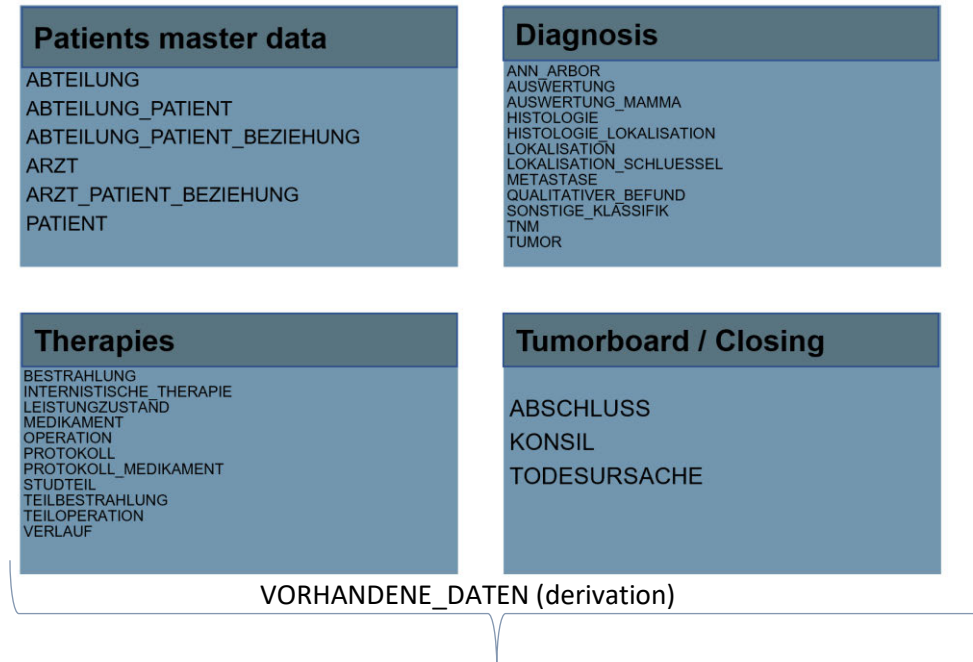 Patients master data
ABTEILUNG
ABTEILUNG_PATIENT
ABTEILUNG_PATIENT_BEZIEHUNG
ARZT
ARZT_PATIENT_BEZIEHUNG
PATIENT
Diagnosis
ANN_ARBOR
AUSWERTUNG
AUSWERTUNG_MAMMA
HISTOLOGIE
HISTOLOGIE_LOKALISATION
LOKALISATION
LOKALISATION_SCHLUESSEL
METASTASE
QUALITATIVER_BEFUND
SONSTIGE_KLASSIFIK
TNM
TUMOR
Therapies
BESTRAHLUNG
INTERNISTISCHE_THERAPIE
LEISTUNGZUSTAND
MEDIKAMENT
OPERATION
PROTOKOLL
PROTOKOLL_MEDIKAMENT
STUDTEIL
TEILBESTRAHLUNG
TEILOPERATION
VERLAUF
Tumorboard / Closing
ABSCHLUSS
KONSIL
TODESURSACHE
VORHANDENE_DATEN (derivation)